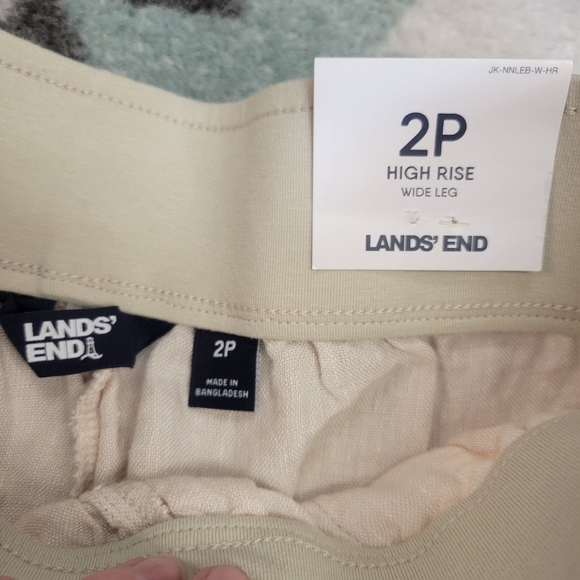 JK-NNLEB-W-HR
2P
HIGH RISE
WIDE LEG
LANDS' END
LANDS'
END
2P
MADE IN
BANGLADESH